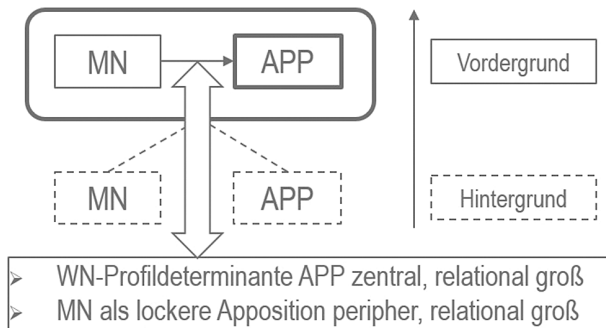 MN APP Vordergrund
MN APP Hintergrund
WN-Profildeterminante APP zentral, relational groß
MN als lockere Apposition peripher, relational groß